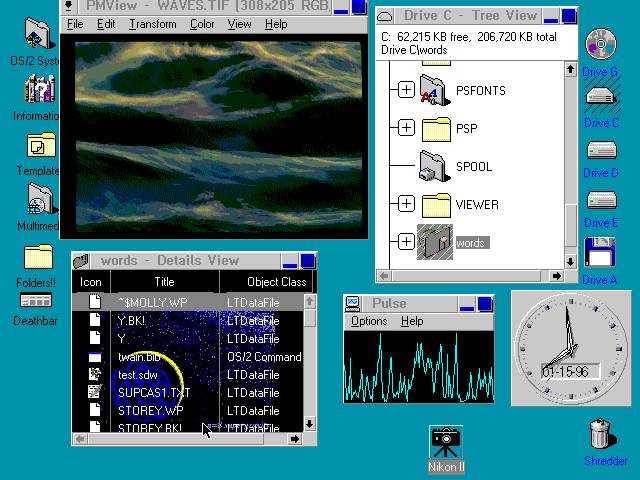 PMView - WAVES.TIF [308x205 RGB
File Edit Transform Color View Help
OS/2 Syst
Informatio
Template
Multimed
Folders!!
Deathbar
Drive C - Tree View
C: 62,215 KB free, 206,720 KB total
Drive C\words
PSFONTS
PSP
SPOOL
VIEWER
words
Drive G
Drive C
Drive D
Drive E
Drive A
words - Details View
Icon Title Object Class
~$MOLLY.WP LTDataFile
Y.BK! LTDataFile
Y LTDataFile
twain.bib OS/2 Command
test.sdw LTDataFile
SUPCAS1.TXT LTDataFile
STOREY.WP LTDataFile
STOREY.BK! LTDataFile
Pulse
Options Help
01-15-96
Nikon II
Shredder